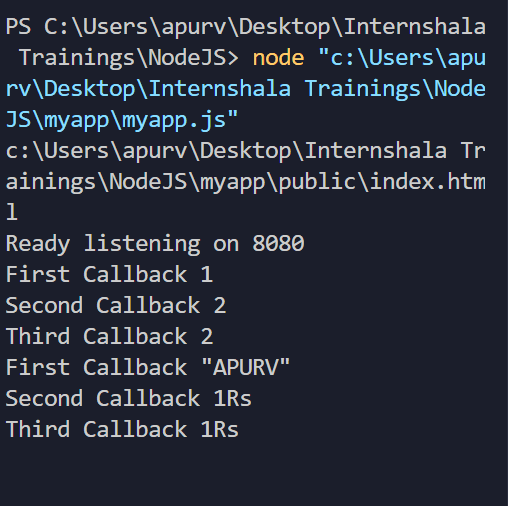 PS C:\Users\apurv\Desktop\Internshala
 Trainings\NodeJS> node "c:\Users\apu
rv\Desktop\Internshala Trainings\Node
JS\myapp\myapp.js"
c:\Users\apurv\Desktop\Internshala Tr
ainings\NodeJS\myapp\public\index.htm
l
Ready listening on 8080
First Callback 1
Second Callback 2
Third Callback 2
First Callback "APURV"
Second Callback 1Rs
Third Callback 1Rs